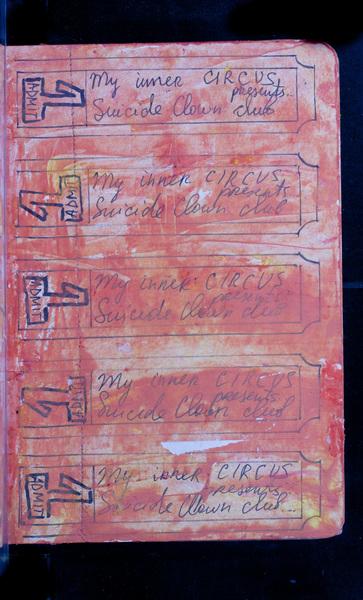 ADMIT 1
My inner CIRCUS
presents..
Suicide Clown club
ADMIT 1
My inner CIRCUS
presents
Suicide Clown club
ADMIT 1
My inner CIRCUS
presents
Suicide Clown club
ADMIT 1
My inner CIRCUS
presents
Suicide Clown club
ADMIT 1
My inner CIRCUS
presents
Suicide Clown club...